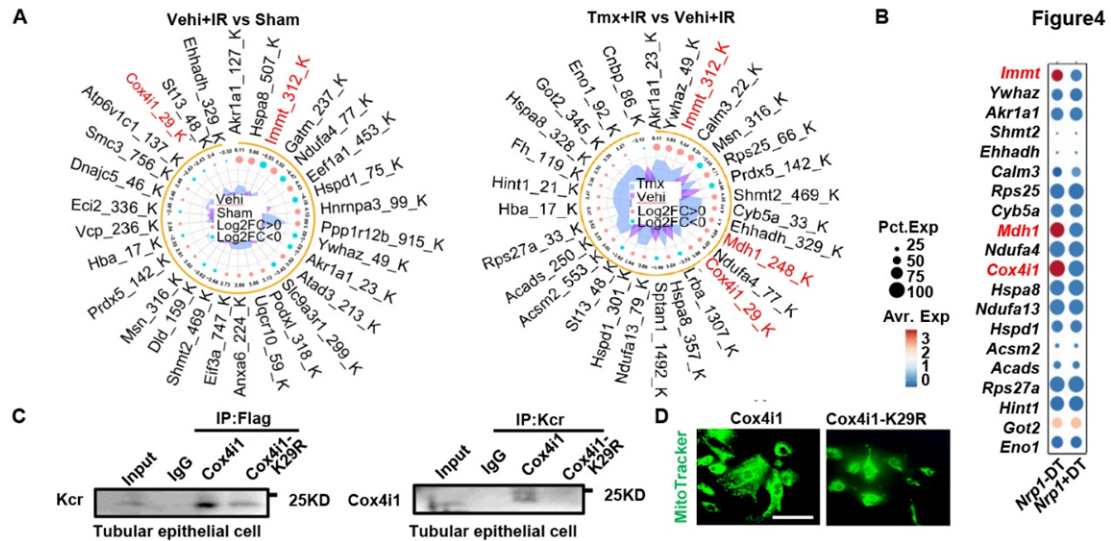 A
Vehi+IR vs Sham
Akr1a1_127_K
Hspa8_507_K
Immt_312_K
Gatm_237_K
Ndufa4_77_K
Eef1a1_453_K
Hspd1_75_K
Hnrnpa3_99_K
Ppp1r12b_915_K
Ywhaz_49_K
Akr1a1_23_K
Atad3_213_K
Slc9a3r1_299_K
Podxl_318_K
Uqcr10_59_K
Anxa6_224_K
Eif3a_747_K
Shmt2_469_K
Dld_159_K
Msn_316_K
Prdx5_142_K
Hba_17_K
Vcp_236_K
Eci2_336_K
Dnajc5_46_K
Smc3_756_K
Atp6v1c1_137_K
Cox4i1_29_K
St13_48_K
Ehhadh_329_K
Vehi
Sham
Log2FC>0
Log2FC<0
Tmx+IR vs Vehi+IR
Akr1a1_23_K
Ywhaz_49_K
Immt_312_K
Calm3_22_K
Msn_316_K
Rps25_66_K
Prdx5_142_K
Shmt2_469_K
Cyb5a_33_K
Ehhadh_329_K
Mdh1_248_K
Ndufa4_77_K
Cox4i1_29_K
Lrba_1307_K
Hspa8_357_K
Sptan1_1492_K
Ndufa13_79_K
Hspd1_301_K
St13_48_K
Acsm2_553_K
Acads_250_K
Rps27a_33_K
Hba_17_K
Hint1_21_K
Fh_119_K
Hspa8_328_K
Got2_345_K
Eno1_92_K
Cnbp_86_K
Tmx
Vehi
Log2FC>0
Log2FC<0
B
Figure4
Immt
Ywhaz
Akr1a1
Shmt2
Ehhadh
Calm3
Rps25
Cyb5a
Mdh1
Ndufa4
Cox4i1
Hspa8
Ndufa13
Hspd1
Acsm2
Acads
Rps27a
Hint1
Got2
Eno1
Nrp1-DT
Nrp1+DT
Pct.Exp
25
50
75
100
Avr. Exp
3
2
1
0
C
IP:Flag
Input
IgG
Cox4i1
Cox4i1-
K29R
Kcr
25KD
Tubular epithelial cell
IP:Kcr
Input
IgG
Cox4i1
Cox4i1-
K29R
Cox4i1
25KD
Tubular epithelial cell
D
Cox4i1
Cox4i1-K29R
MitoTracker